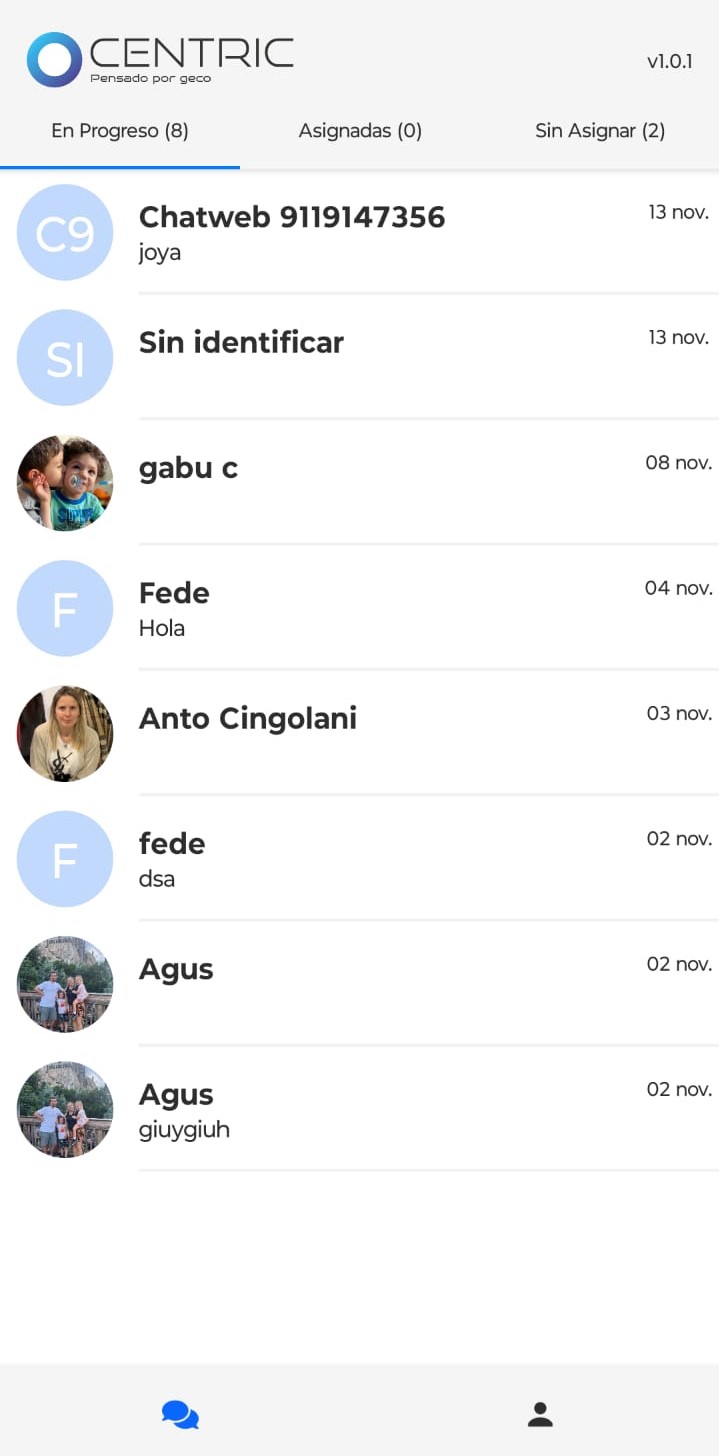 CENTRIC
Pensado por geco
v1.0.1
En Progreso (8)
Asignadas (0)
Sin Asignar (2)
C9
Chatweb 9119147356
13 nov.
joya
SI
Sin identificar
13 nov.
gabu c
08 nov.
F
Fede
04 nov.
Hola
Anto Cingolani
03 nov.
F
fede
02 nov.
dsa
Agus
02 nov.
Agus
02 nov.
giuygiuh